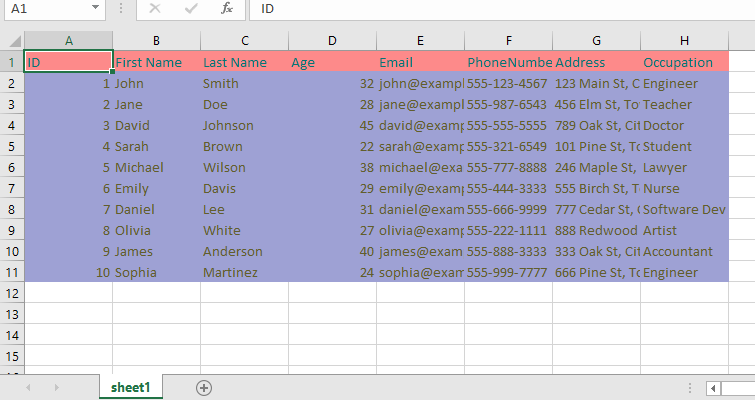 A1 fx ID
A B C D E F G H
1 ID First Name Last Name Age Email PhoneNumbe Address Occupation
2 1 John Smith 32 john@exampl 555-123-4567 123 Main St, C Engineer
3 2 Jane Doe 28 jane@exampl 555-987-6543 456 Elm St, To Teacher
4 3 David Johnson 45 david@examp 555-555-5555 789 Oak St, Cit Doctor
5 4 Sarah Brown 22 sarah@examp 555-321-6549 101 Pine St, To Student
6 5 Michael Wilson 38 michael@exa 555-777-8888 246 Maple St, Lawyer
7 6 Emily Davis 29 emily@examp 555-444-3333 555 Birch St, T Nurse
8 7 Daniel Lee 31 daniel@exam 555-666-9999 777 Cedar St, Software Dev
9 8 Olivia White 27 olivia@examp 555-222-1111 888 Redwood Artist
10 9 James Anderson 40 james@exam 555-888-3333 333 Oak St, Cit Accountant
11 10 Sophia Martinez 24 sophia@exam 555-999-7777 666 Pine St, To Engineer
12
13
14
15
sheet1